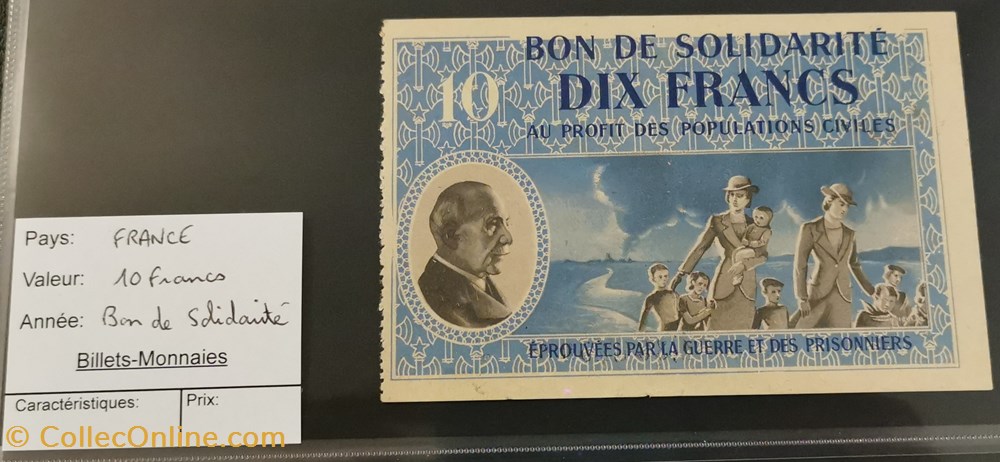 BON DE SOLIDARITÉ
10
DIX FRANCS
AU PROFIT DES POPULATIONS CIVILES
ÉPROUVÉES PAR LA GUERRE ET DES PRISONNIERS
Pays: FRANCE
Valeur: 10 francs
Année: Bon de Solidarité
Billets-Monnaies
Caractéristiques: Prix:
© CollecOnline.com